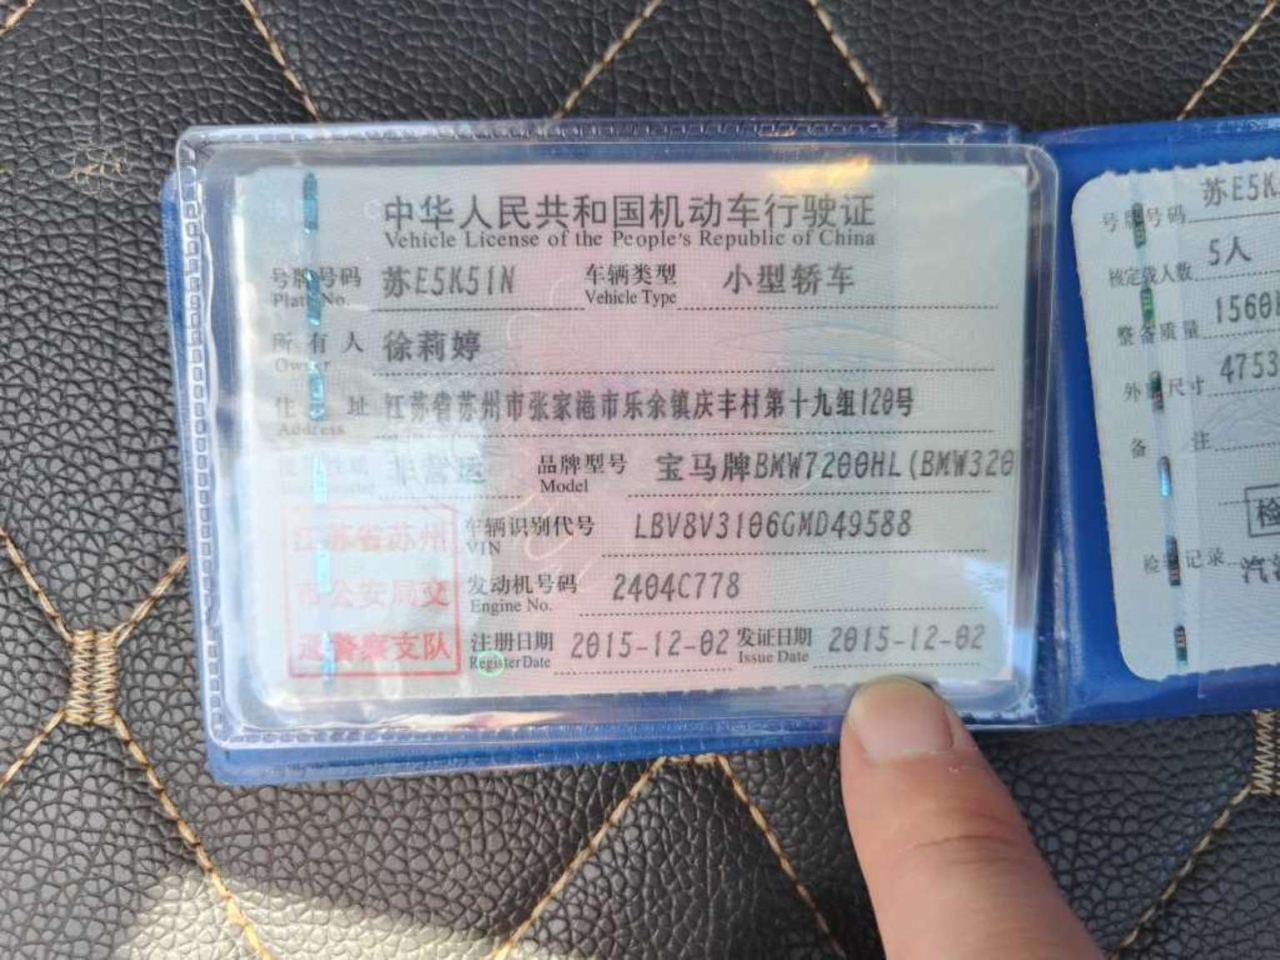 中华人民共和国机动车行驶证
Vehicle License of the People's Republic of China
号牌号码 苏E5K51N 车辆类型 小型轿车
Plate No. Vehicle Type
所有人 徐莉婷
Owner
住址 江苏省苏州市张家港市乐余镇庆丰村第十九组120号
Address
非营运 品牌型号 宝马牌BMW7200HL(BMW320
Model
江苏省苏州 车辆识别代号 LBV8V3106GMD49588
VIN
市公安局交 发动机号码 2404C778
Engine No.
通警察支队 注册日期 2015-12-02 发证日期 2015-12-02
Register Date Issue Date
号牌号码 苏E5K
核定载人数 5人
整备质量 1560
外廓尺寸 4753
备注
检
检验记录